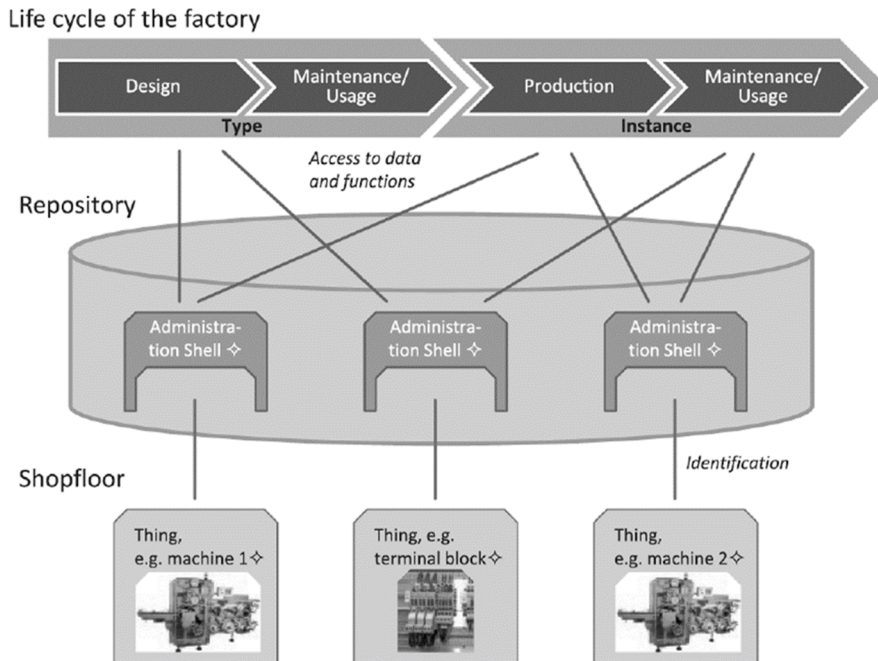 Life cycle of the factory
Design
Maintenance/
Usage
Production
Maintenance/
Usage
Type
Instance
Access to data
and functions
Repository
Administra-
tion Shell ✧
Administra-
tion Shell ✧
Administra-
tion Shell ✧
Identification
Shopfloor
Thing,
e.g. machine 1✧
Thing, e.g.
terminal block✧
Thing,
e.g. machine 2✧